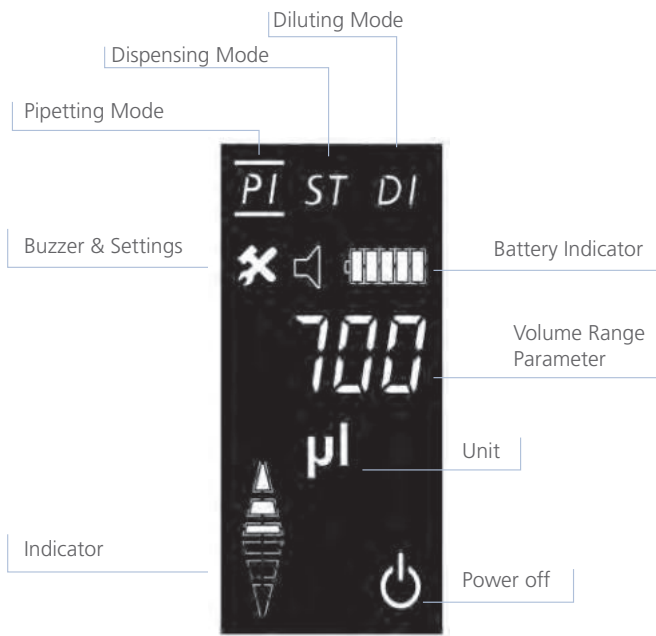 Diluting Mode
Dispensing Mode
Pipetting Mode
PI ST DI
Buzzer & Settings
Battery Indicator
700
Volume Range
Parameter
µl
Unit
Indicator
Power off